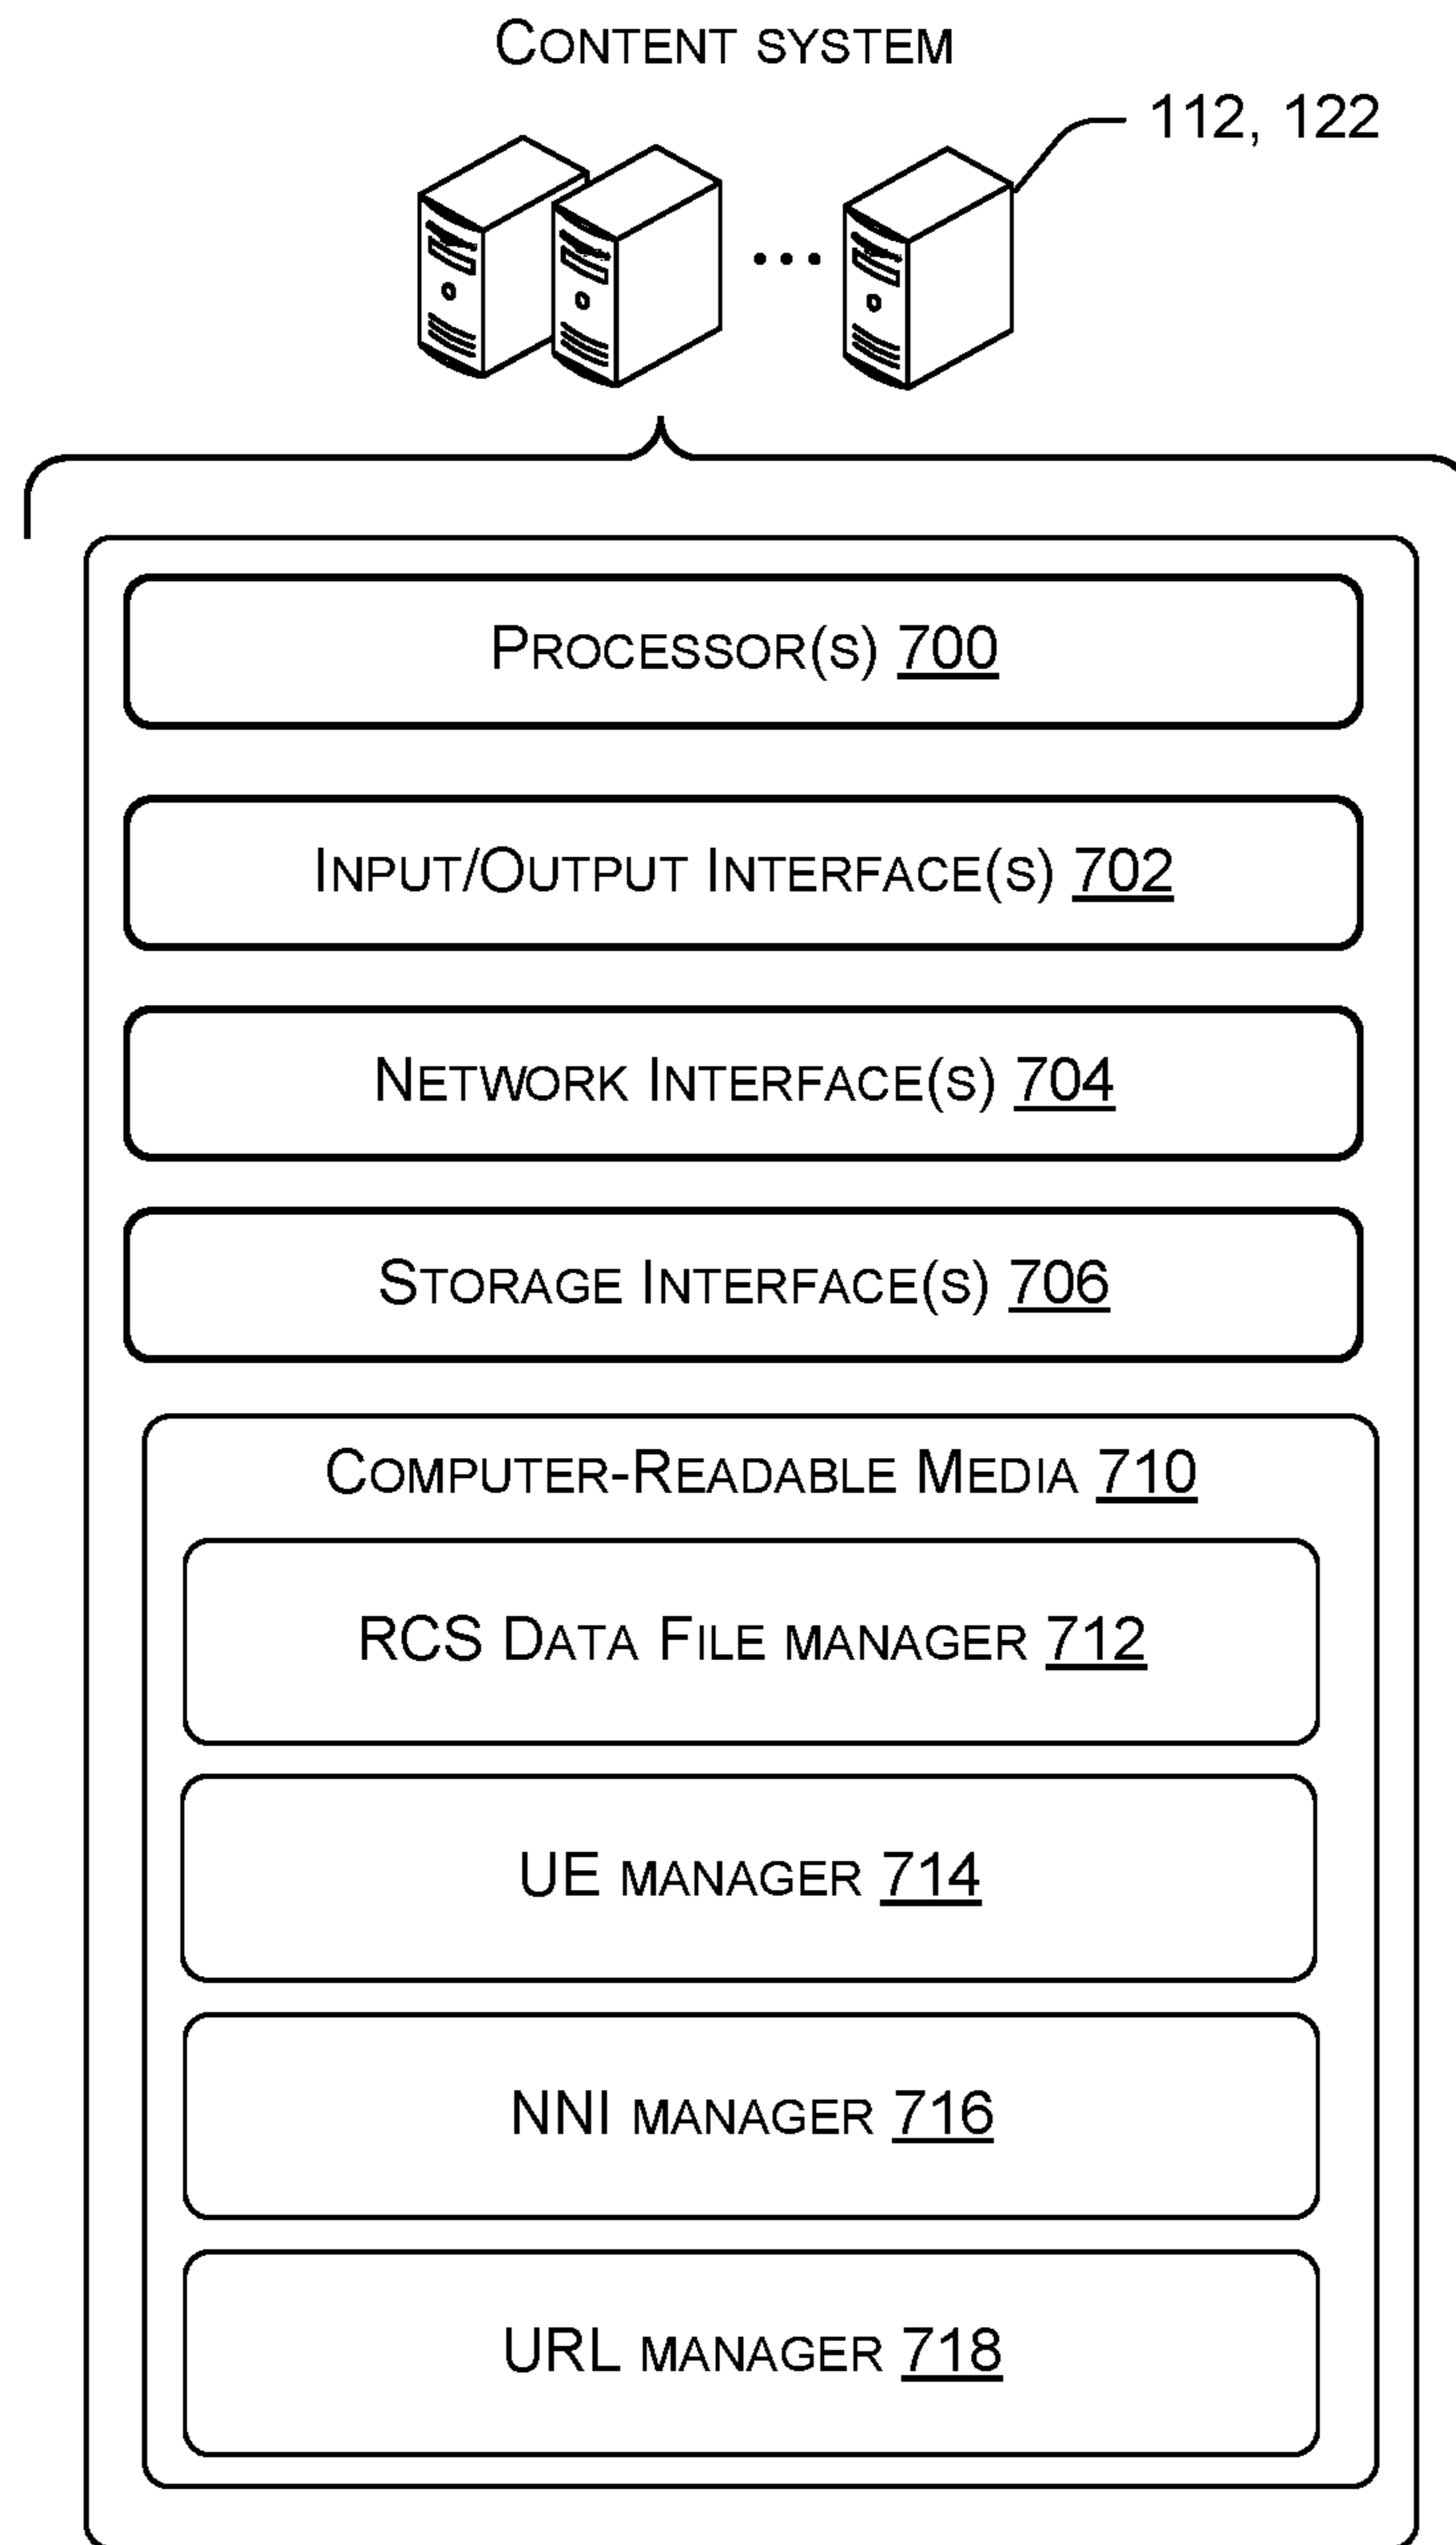 CONTENT SYSTEM
112, 122
PROCESSOR(S) 700
INPUT/OUTPUT INTERFACE(S) 702
NETWORK INTERFACE(S) 704
STORAGE INTERFACE(S) 706
COMPUTER-READABLE MEDIA 710
RCS DATA FILE MANAGER 712
UE MANAGER 714
NNI MANAGER 716
URL MANAGER 718